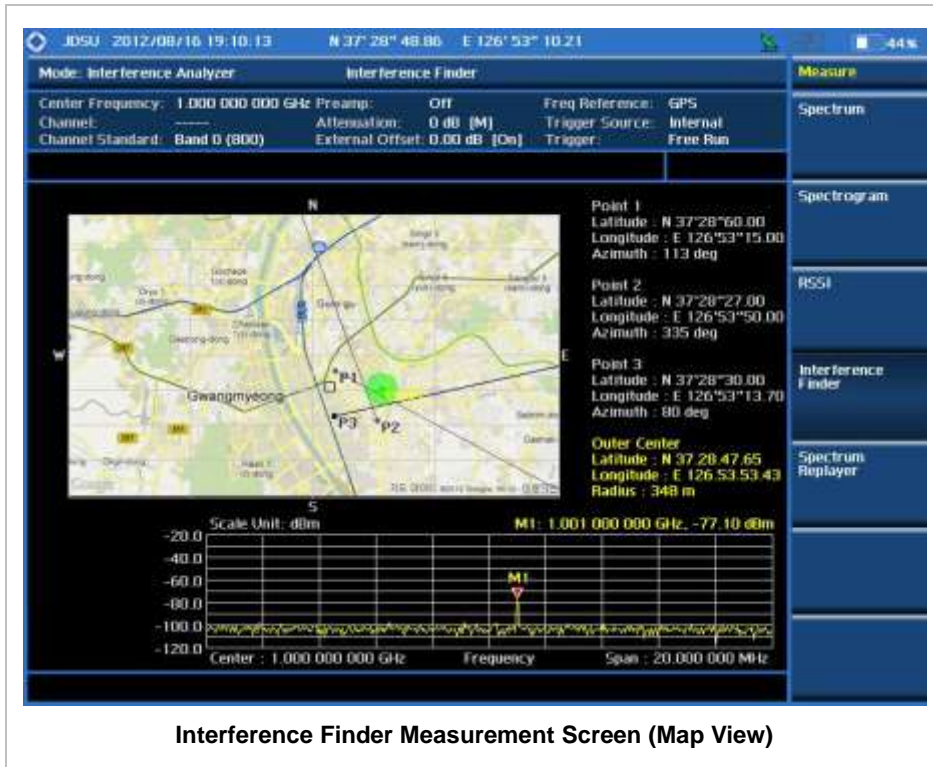 JDSU 2012/08/16 19:10:13 N 37° 28" 48.86 E 126° 53" 10.21 44%
Mode: Interference Analyzer Interference Finder
Measure
Center Frequency: 1.000 000 000 GHz Preamp: Off Freq Reference: GPS
Channel: ----- Attenuation: 0 dB [M] Trigger Source: Internal
Channel Standard: Band 0 (800) External Offset: 0.00 dB [On] Trigger: Free Run
Spectrum
Spectrogram
RSSI
Interference
Finder
Spectrum
Replayer
N
W
E
S
Gwangmyeong
*P1
P3
*P2
Point 1
Latitude : N 37°28"60.00
Longitude : E 126°53"15.00
Azimuth : 113 deg
Point 2
Latitude : N 37°28"27.00
Longitude : E 126°53"50.00
Azimuth : 335 deg
Point 3
Latitude : N 37°28"30.00
Longitude : E 126°53"13.70
Azimuth : 80 deg
Outer Center
Latitude : N 37.28.47.65
Longitude : E 126.53.53.43
Radius : 348 m
Scale Unit: dBm M1: 1.001 000 000 GHz, -77.10 dBm
-20.0
-40.0
-60.0
-80.0
-100.0
-120.0
M1
Center : 1.000 000 000 GHz Frequency Span : 20.000 000 MHz
Interference Finder Measurement Screen (Map View)